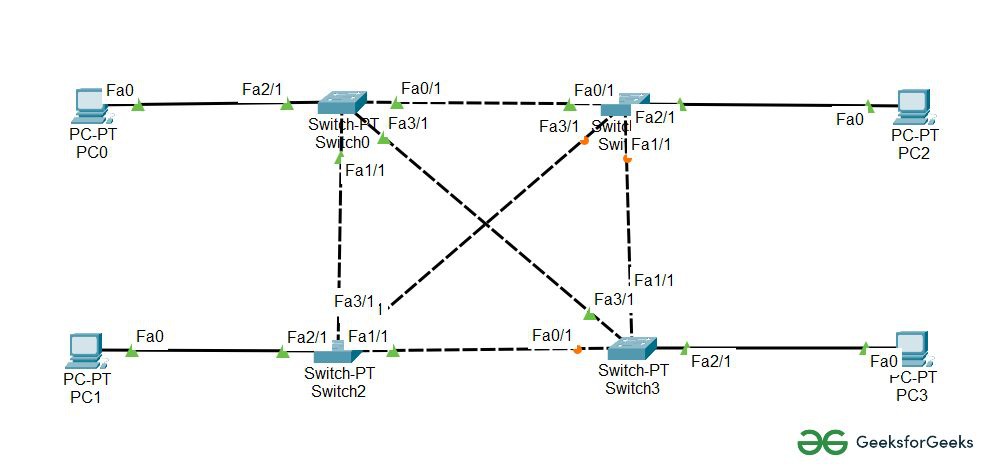 Fa0
Fa2/1
Fa0/1
Fa0/1
PC-PT
PC0
Switch-PT
Switch0
Fa3/1
Fa3/1
Fa2/1
Fa0
PC-PT
PC2
Fa1/1
Fa1/1
Fa1/1
Fa3/1
Fa3/1
Fa0
Fa2/1
Fa1/1
Fa0/1
Fa2/1
Fa0
PC-PT
PC1
Switch-PT
Switch2
Switch-PT
Switch3
PC-PT
PC3
GeeksforGeeks